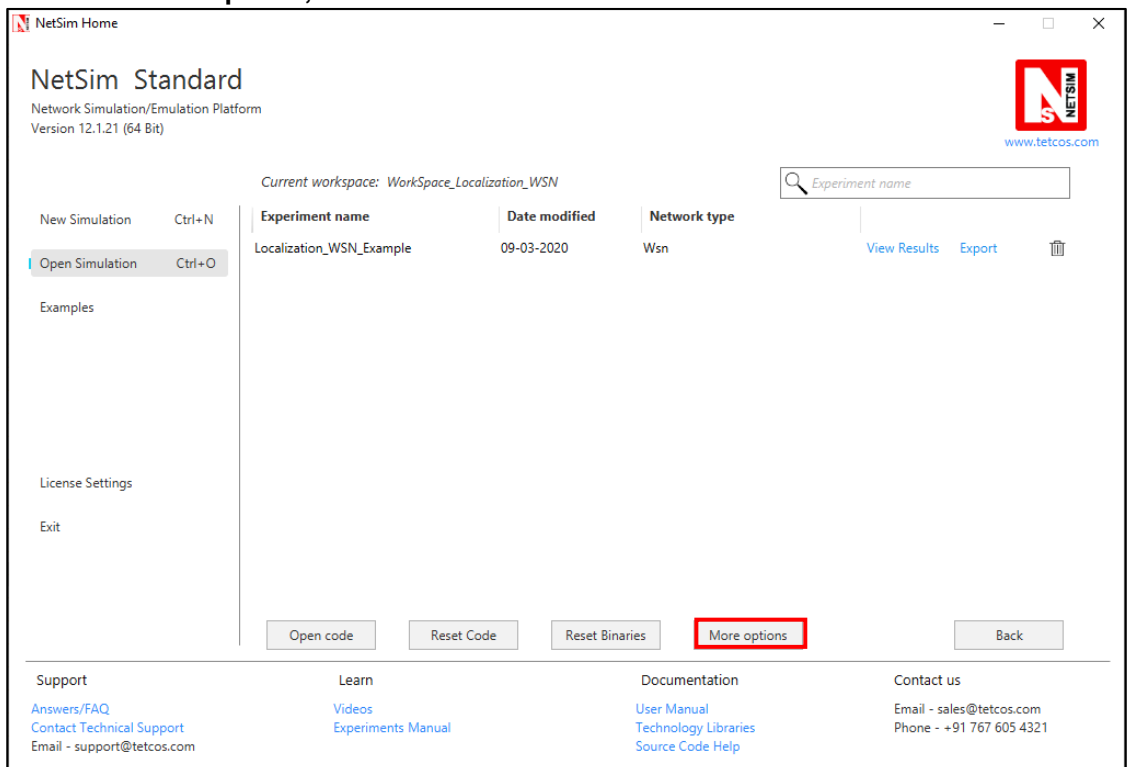 NetSim Home
NetSim Standard
Network Simulation/Emulation Platform
Version 12.1.21 (64 Bit)
NETSIM
N
S
www.tetcos.com
Current workspace: WorkSpace_Localization_WSN
Experiment name
New Simulation Ctrl+N
Experiment name Date modified Network type
Localization_WSN_Example 09-03-2020 Wsn View Results Export
Open Simulation Ctrl+O
Examples
License Settings
Exit
Open code Reset Code Reset Binaries More options Back
Support Learn Documentation Contact us
Answers/FAQ Videos User Manual Email - sales@tetcos.com
Contact Technical Support Experiments Manual Technology Libraries Phone - +91 767 605 4321
Email - support@tetcos.com Source Code Help